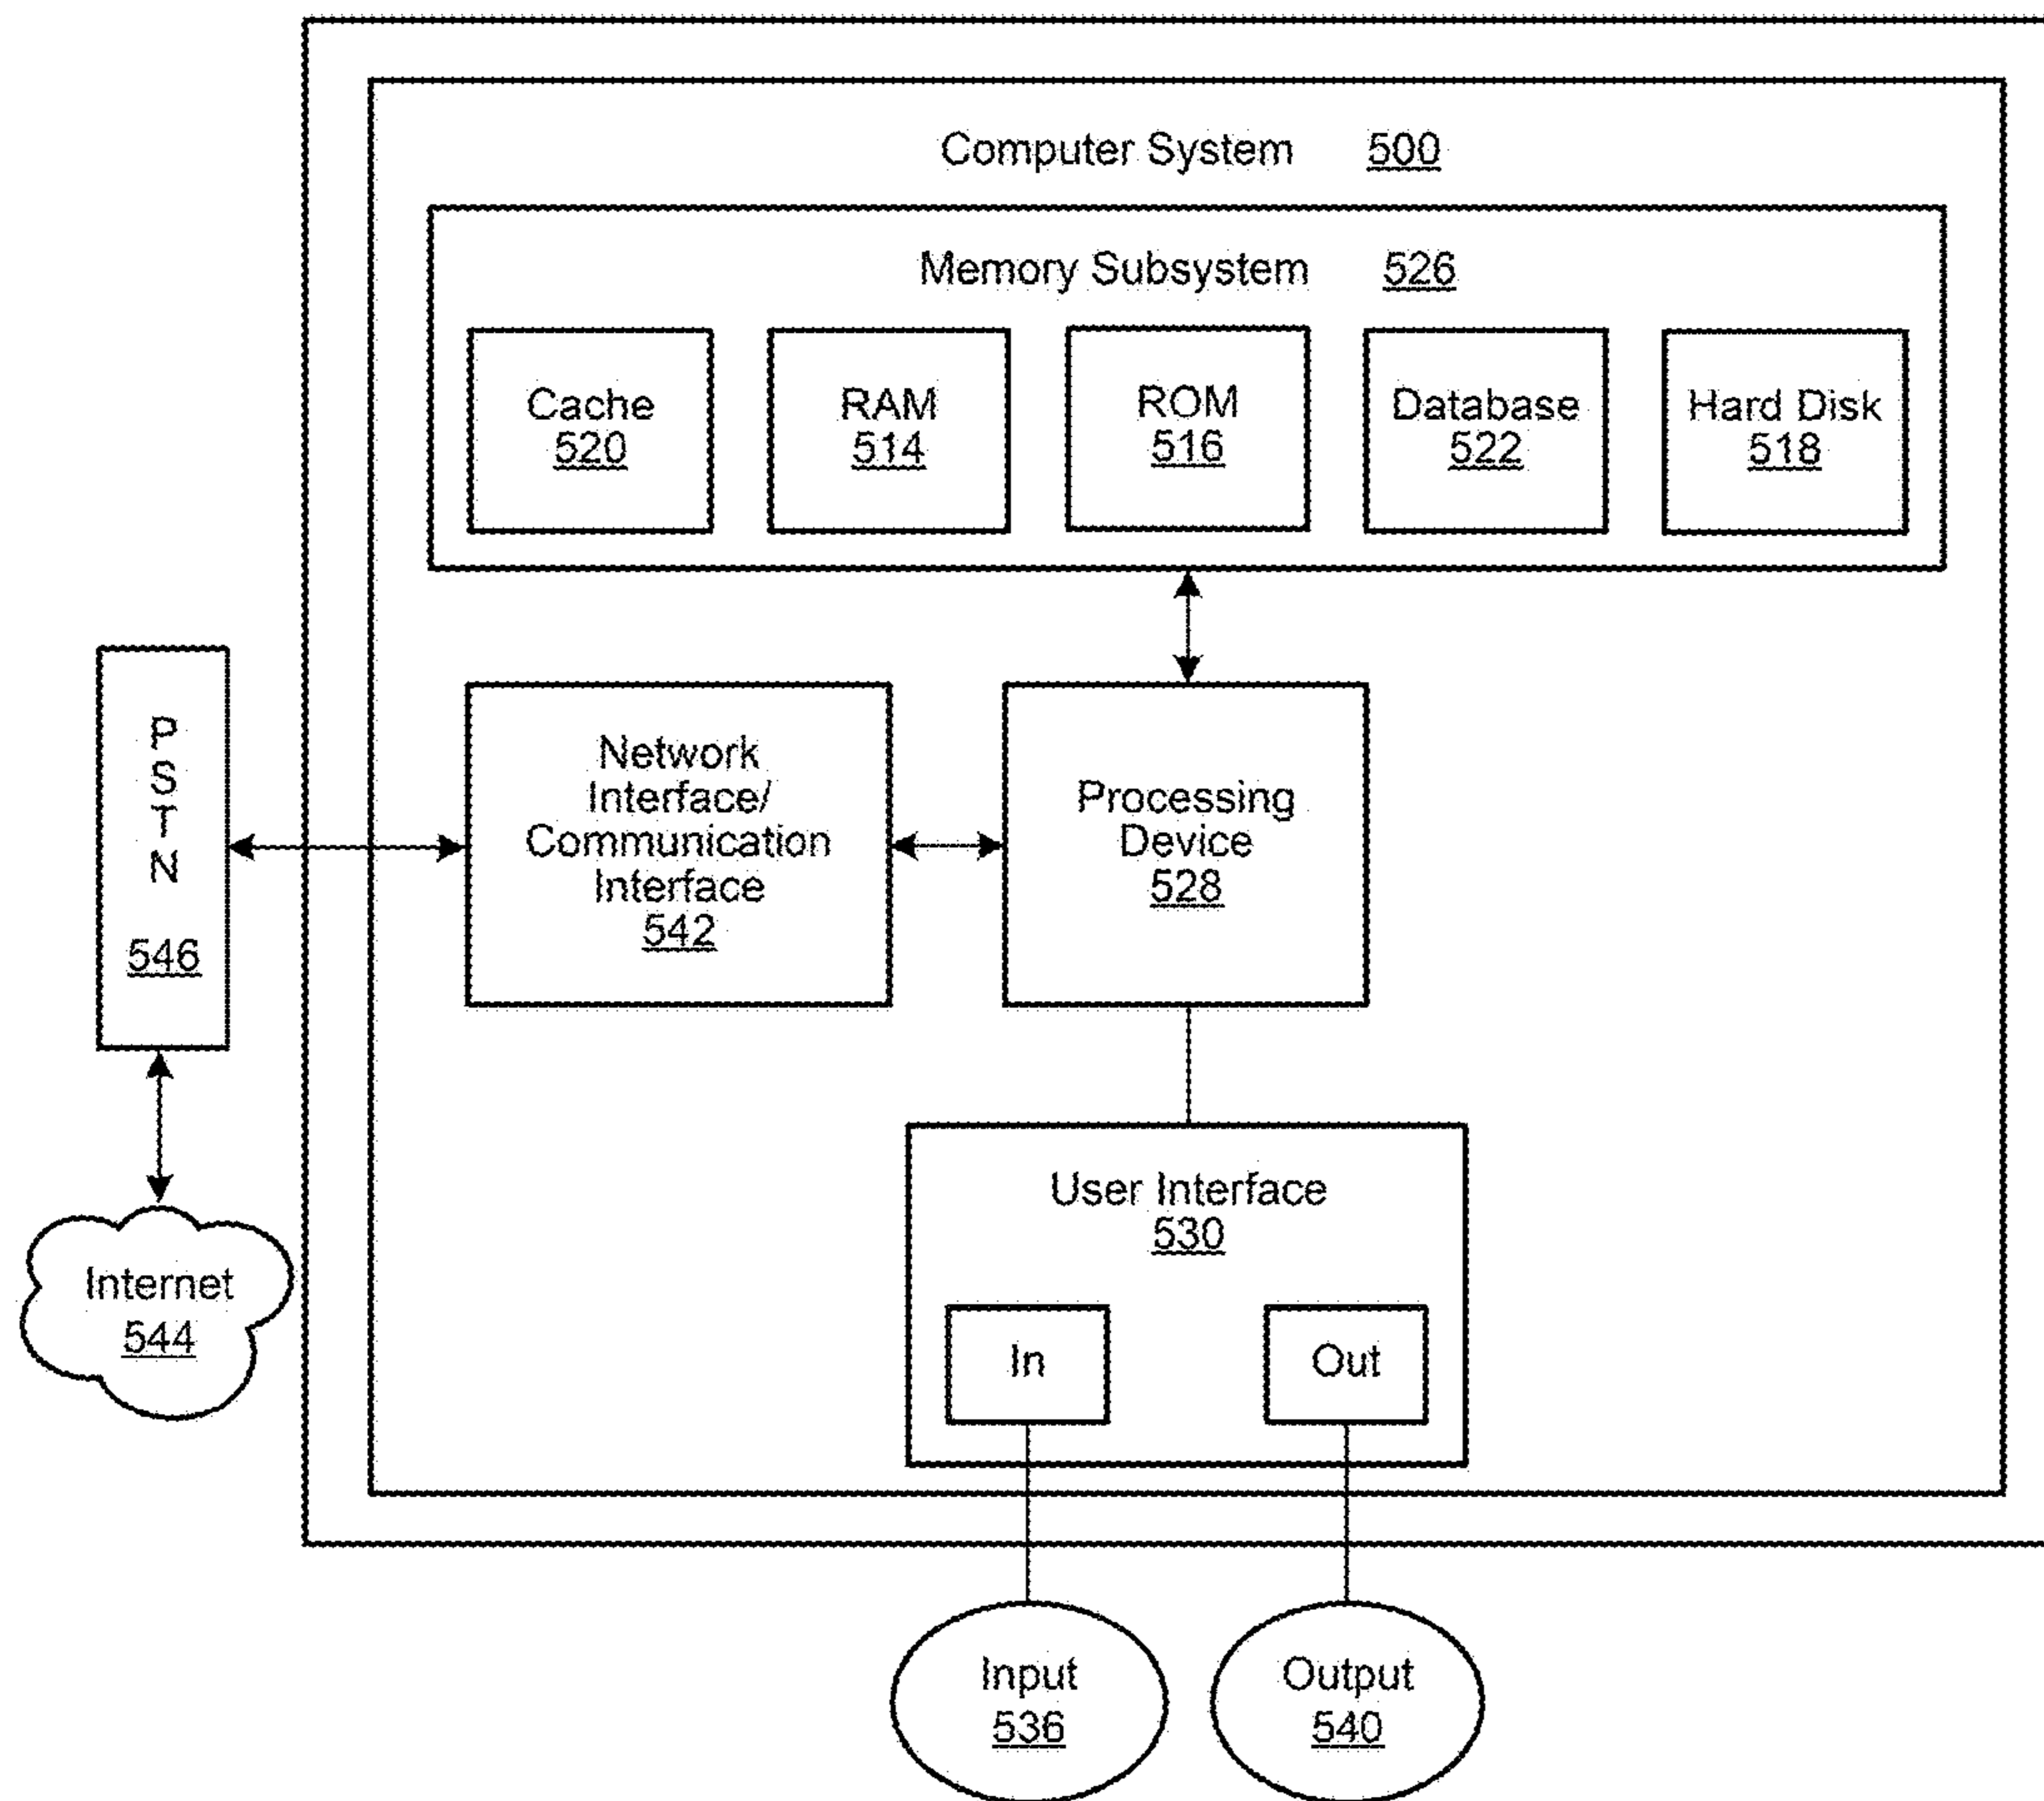 Computer System 500
Memory Subsystem 526
Cache
520
RAM
514
ROM
516
Database
522
Hard Disk
518
P
S
T
N
546
Network
Interface/
Communication
Interface
542
Processing
Device
528
User Interface
530
Internet
544
In
Out
Input
536
Output
540